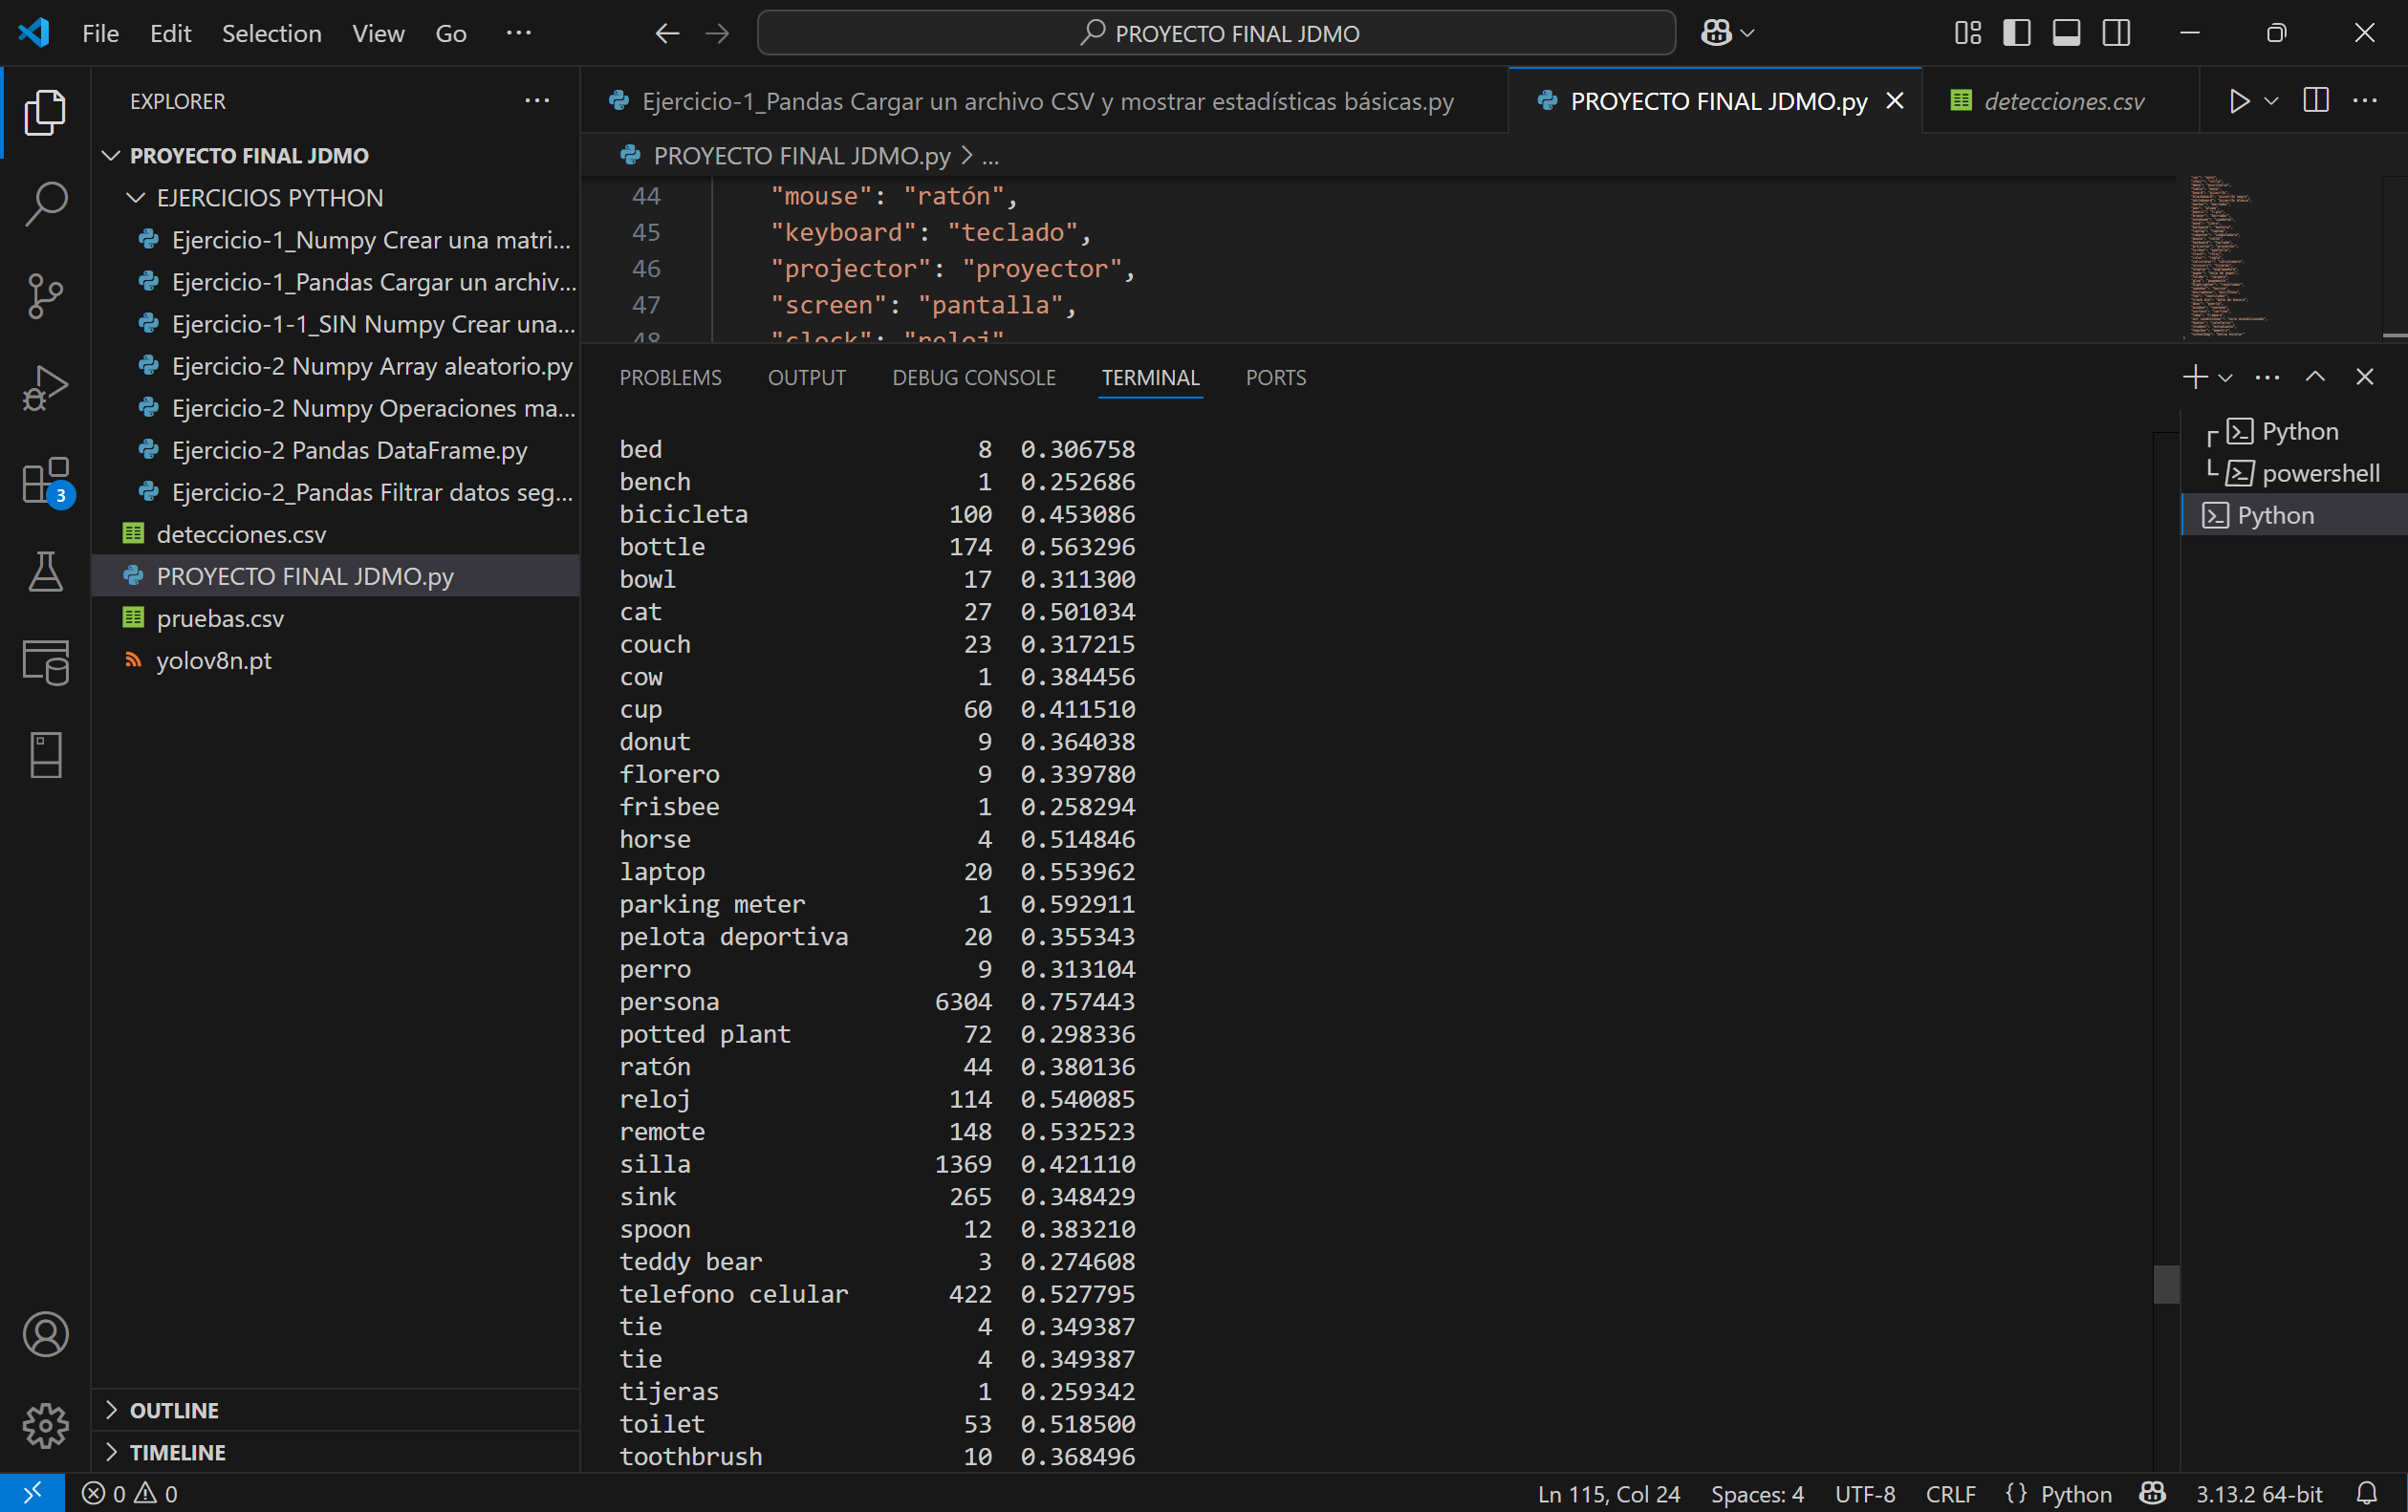 File Edit Selection View Go ... PROYECTO FINAL JDMO
EXPLORER
PROYECTO FINAL JDMO
EJERCICIOS PYTHON
Ejercicio-1_Numpy Crear una matri...
Ejercicio-1_Pandas Cargar un archiv...
Ejercicio-1-1_SIN Numpy Crear una...
Ejercicio-2 Numpy Array aleatorio.py
Ejercicio-2 Numpy Operaciones ma...
Ejercicio-2 Pandas DataFrame.py
Ejercicio-2_Pandas Filtrar datos seg...
detecciones.csv
PROYECTO FINAL JDMO.py
pruebas.csv
yolov8n.pt
3
OUTLINE
TIMELINE
Ejercicio-1_Pandas Cargar un archivo CSV y mostrar estadísticas básicas.py
PROYECTO FINAL JDMO.py
detecciones.csv
PROYECTO FINAL JDMO.py > ...
44 "mouse": "ratón",
45 "keyboard": "teclado",
46 "projector": "proyector",
47 "screen": "pantalla",
48 "clock": "reloj"
PROBLEMS OUTPUT DEBUG CONSOLE TERMINAL PORTS
bed 8 0.306758
bench 1 0.252686
bicicleta 100 0.453086
bottle 174 0.563296
bowl 17 0.311300
cat 27 0.501034
couch 23 0.317215
cow 1 0.384456
cup 60 0.411510
donut 9 0.364038
florero 9 0.339780
frisbee 1 0.258294
horse 4 0.514846
laptop 20 0.553962
parking meter 1 0.592911
pelota deportiva 20 0.355343
perro 9 0.313104
persona 6304 0.757443
potted plant 72 0.298336
ratón 44 0.380136
reloj 114 0.540085
remote 148 0.532523
silla 1369 0.421110
sink 265 0.348429
spoon 12 0.383210
teddy bear 3 0.274608
telefono celular 422 0.527795
tie 4 0.349387
tie 4 0.349387
tijeras 1 0.259342
toilet 53 0.518500
toothbrush 10 0.368496
Python
powershell
Python
0 0
Ln 115, Col 24 Spaces: 4 UTF-8 CRLF {} Python 3.13.2 64-bit